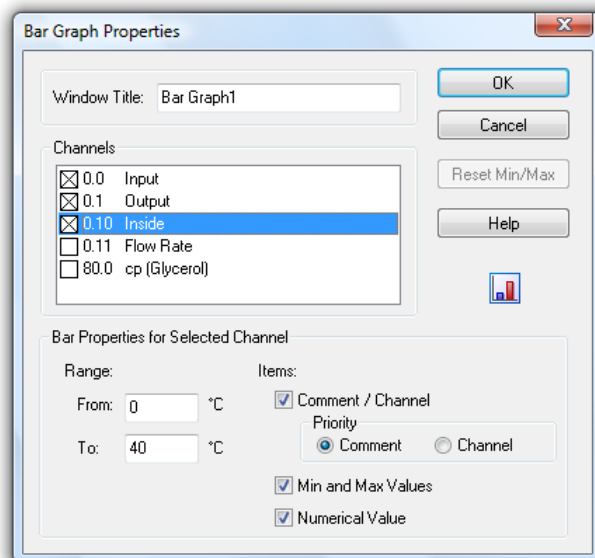 Bar Graph Properties
Window Title: Bar Graph1
OK
Cancel
Channels
0.0 Input
0.1 Output
0.10 Inside
0.11 Flow Rate
80.0 cp (Glycerol)
Reset Min/Max
Help
Bar Properties for Selected Channel
Range:
Items:
From: 0 °C
Comment / Channel
Priority
Comment Channel
To: 40 °C
Min and Max Values
Numerical Value